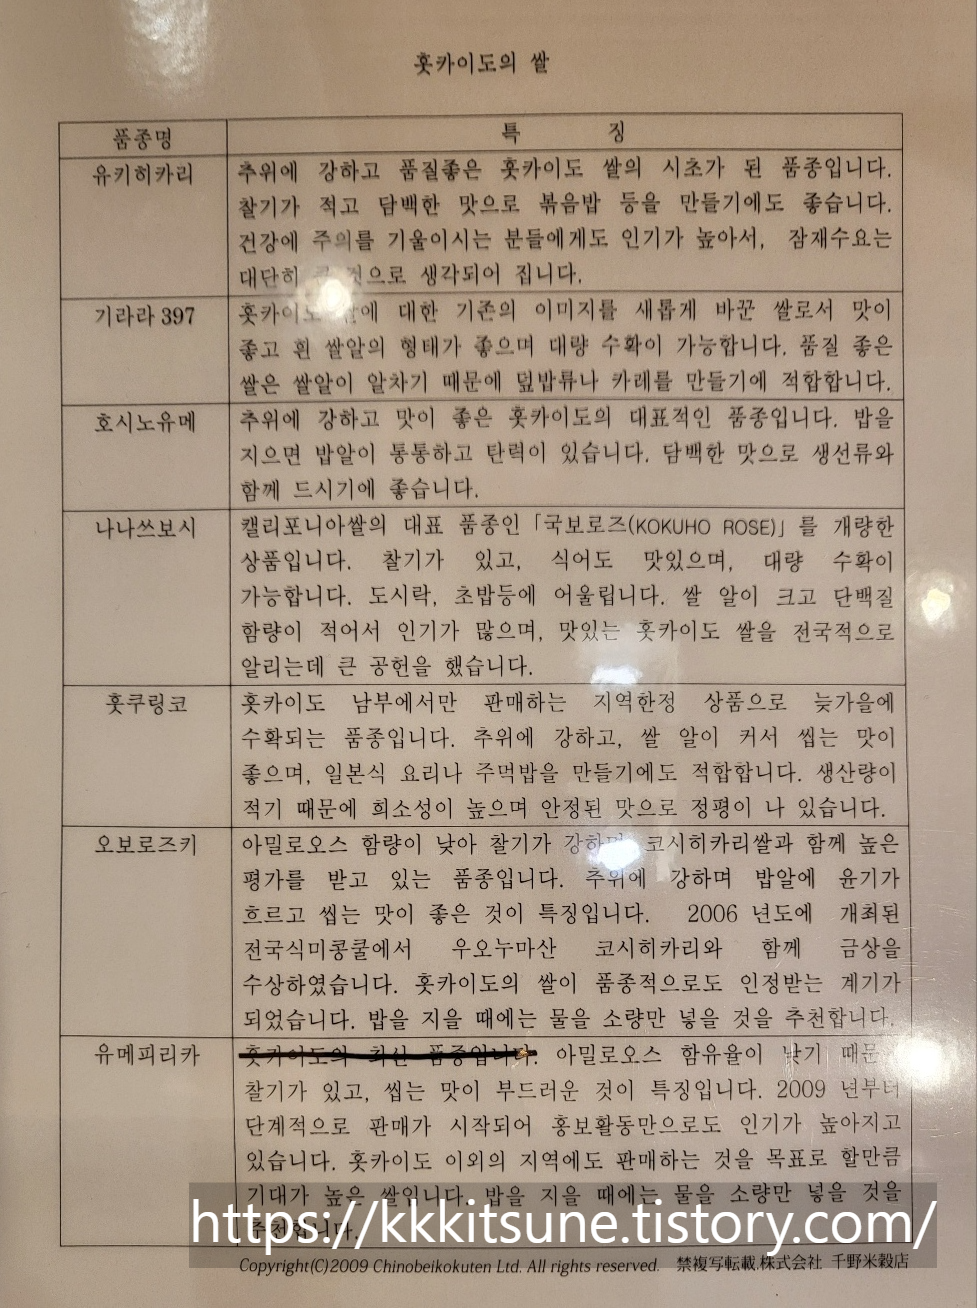 홋카이도의 쌀
품종명 특 징
유키히카리 추위에 강하고 품질좋은 홋카이도 쌀의 시초가 된 품종입니다.
찰기가 적고 담백한 맛으로 볶음밥 등을 만들기에도 좋습니다.
건강에 주의를 기울이시는 분들에게도 인기가 높아서, 잠재수요는
대단히 큰 것으로 생각되어 집니다.
기라라 397 홋카이도 쌀에 대한 기존의 이미지를 새롭게 바꾼 쌀로서 맛이
좋고 흰 쌀알의 형태가 좋으며 대량 수확이 가능합니다. 품질 좋은
쌀은 쌀알이 알차기 때문에 덮밥류나 카레를 만들기에 적합합니다.
호시노유메 추위에 강하고 맛이 좋은 홋카이도의 대표적인 품종입니다. 밥을
지으면 밥알이 통통하고 탄력이 있습니다. 담백한 맛으로 생선류와
함께 드시기에 좋습니다.
나나쓰보시 캘리포니아쌀의 대표 품종인「국보로즈(KOKUHO ROSE)」를 개량한
상품입니다. 찰기가 있고, 식어도 맛있으며, 대량 수확이
가능합니다. 도시락, 초밥등에 어울립니다. 쌀 알이 크고 단백질
함량이 적어서 인기가 많으며, 맛있는 홋카이도 쌀을 전국적으로
알리는데 큰 공헌을 했습니다.
홋쿠링코 홋카이도 남부에서만 판매하는 지역한정 상품으로 늦가을에
수확되는 품종입니다. 추위에 강하고, 쌀 알이 커서 씹는 맛이
좋으며, 일본식 요리나 주먹밥을 만들기에도 적합합니다. 생산량이
적기 때문에 희소성이 높으며 안정된 맛으로 정평이 나 있습니다.
오보로즈키 아밀로오스 함량이 낮아 찰기가 강하며 코시히카리쌀과 함께 높은
평가를 받고 있는 품종입니다. 추위에 강하며 밥알에 윤기가
흐르고 씹는 맛이 좋은 것이 특징입니다. 2006 년도에 개최된
전국식미콩쿨에서 우오누마산 코시히카리와 함께 금상을
수상하였습니다. 홋카이도의 쌀이 품종적으로도 인정받는 계기가
되었습니다. 밥을 지을 때에는 물을 소량만 넣을 것을 추천합니다.
유메피리카 홋카이도의 최신 품종입니다. 아밀로오스 함유율이 낮기
찰기가 있고, 씹는 맛이 부드러운 것이 특징입니다. 2009 년부터
단계적으로 판매가 시작되어 홍보활동만으로도 인기가 높아지고
있습니다. 홋카이도 이외의 지역에도 판매하는 것을 목표로 할만큼
기대가 높은 쌀입니다. 밥을 지을 때에는 물을 소량만 넣을 것을
추천합니다.
https://kkkitsune.tistory.com/
Copyright(C)2009 Chinobeikokuten Ltd. All rights reserved. 禁複写転載.株式会社 千野米穀店